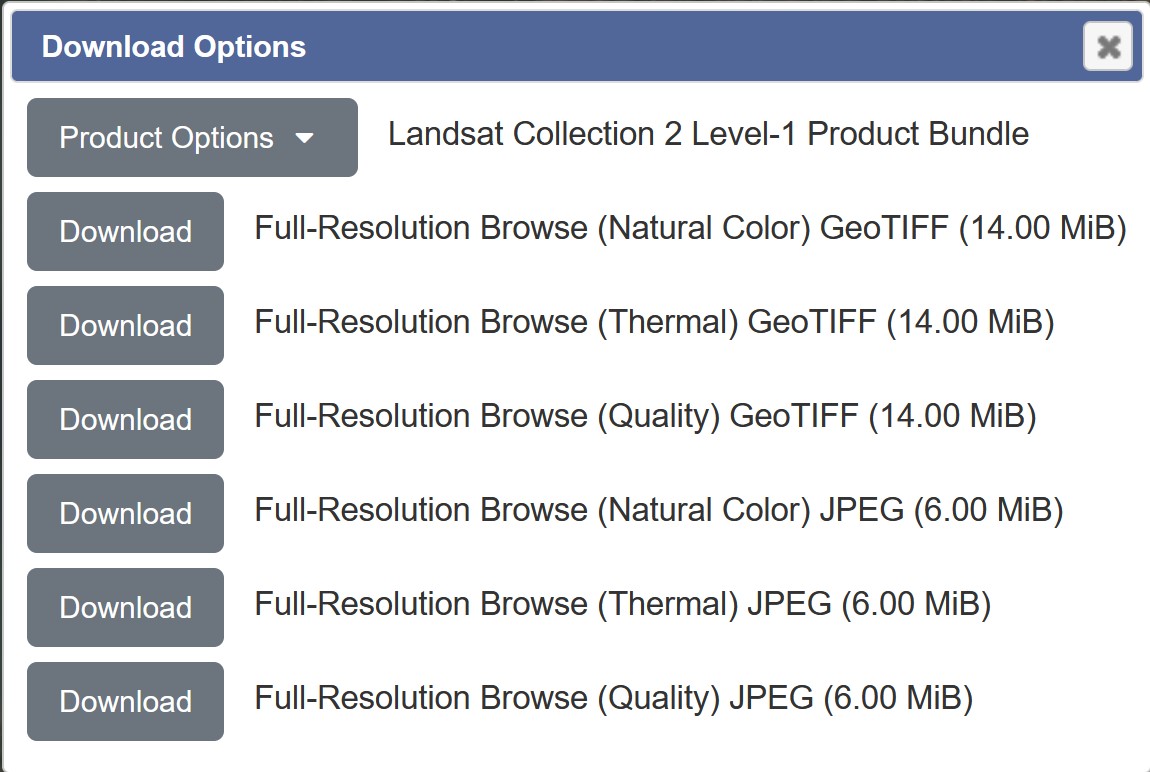 Download Options
Product Options Landsat Collection 2 Level-1 Product Bundle
Download Full-Resolution Browse (Natural Color) GeoTIFF (14.00 MiB)
Download Full-Resolution Browse (Thermal) GeoTIFF (14.00 MiB)
Download Full-Resolution Browse (Quality) GeoTIFF (14.00 MiB)
Download Full-Resolution Browse (Natural Color) JPEG (6.00 MiB)
Download Full-Resolution Browse (Thermal) JPEG (6.00 MiB)
Download Full-Resolution Browse (Quality) JPEG (6.00 MiB)